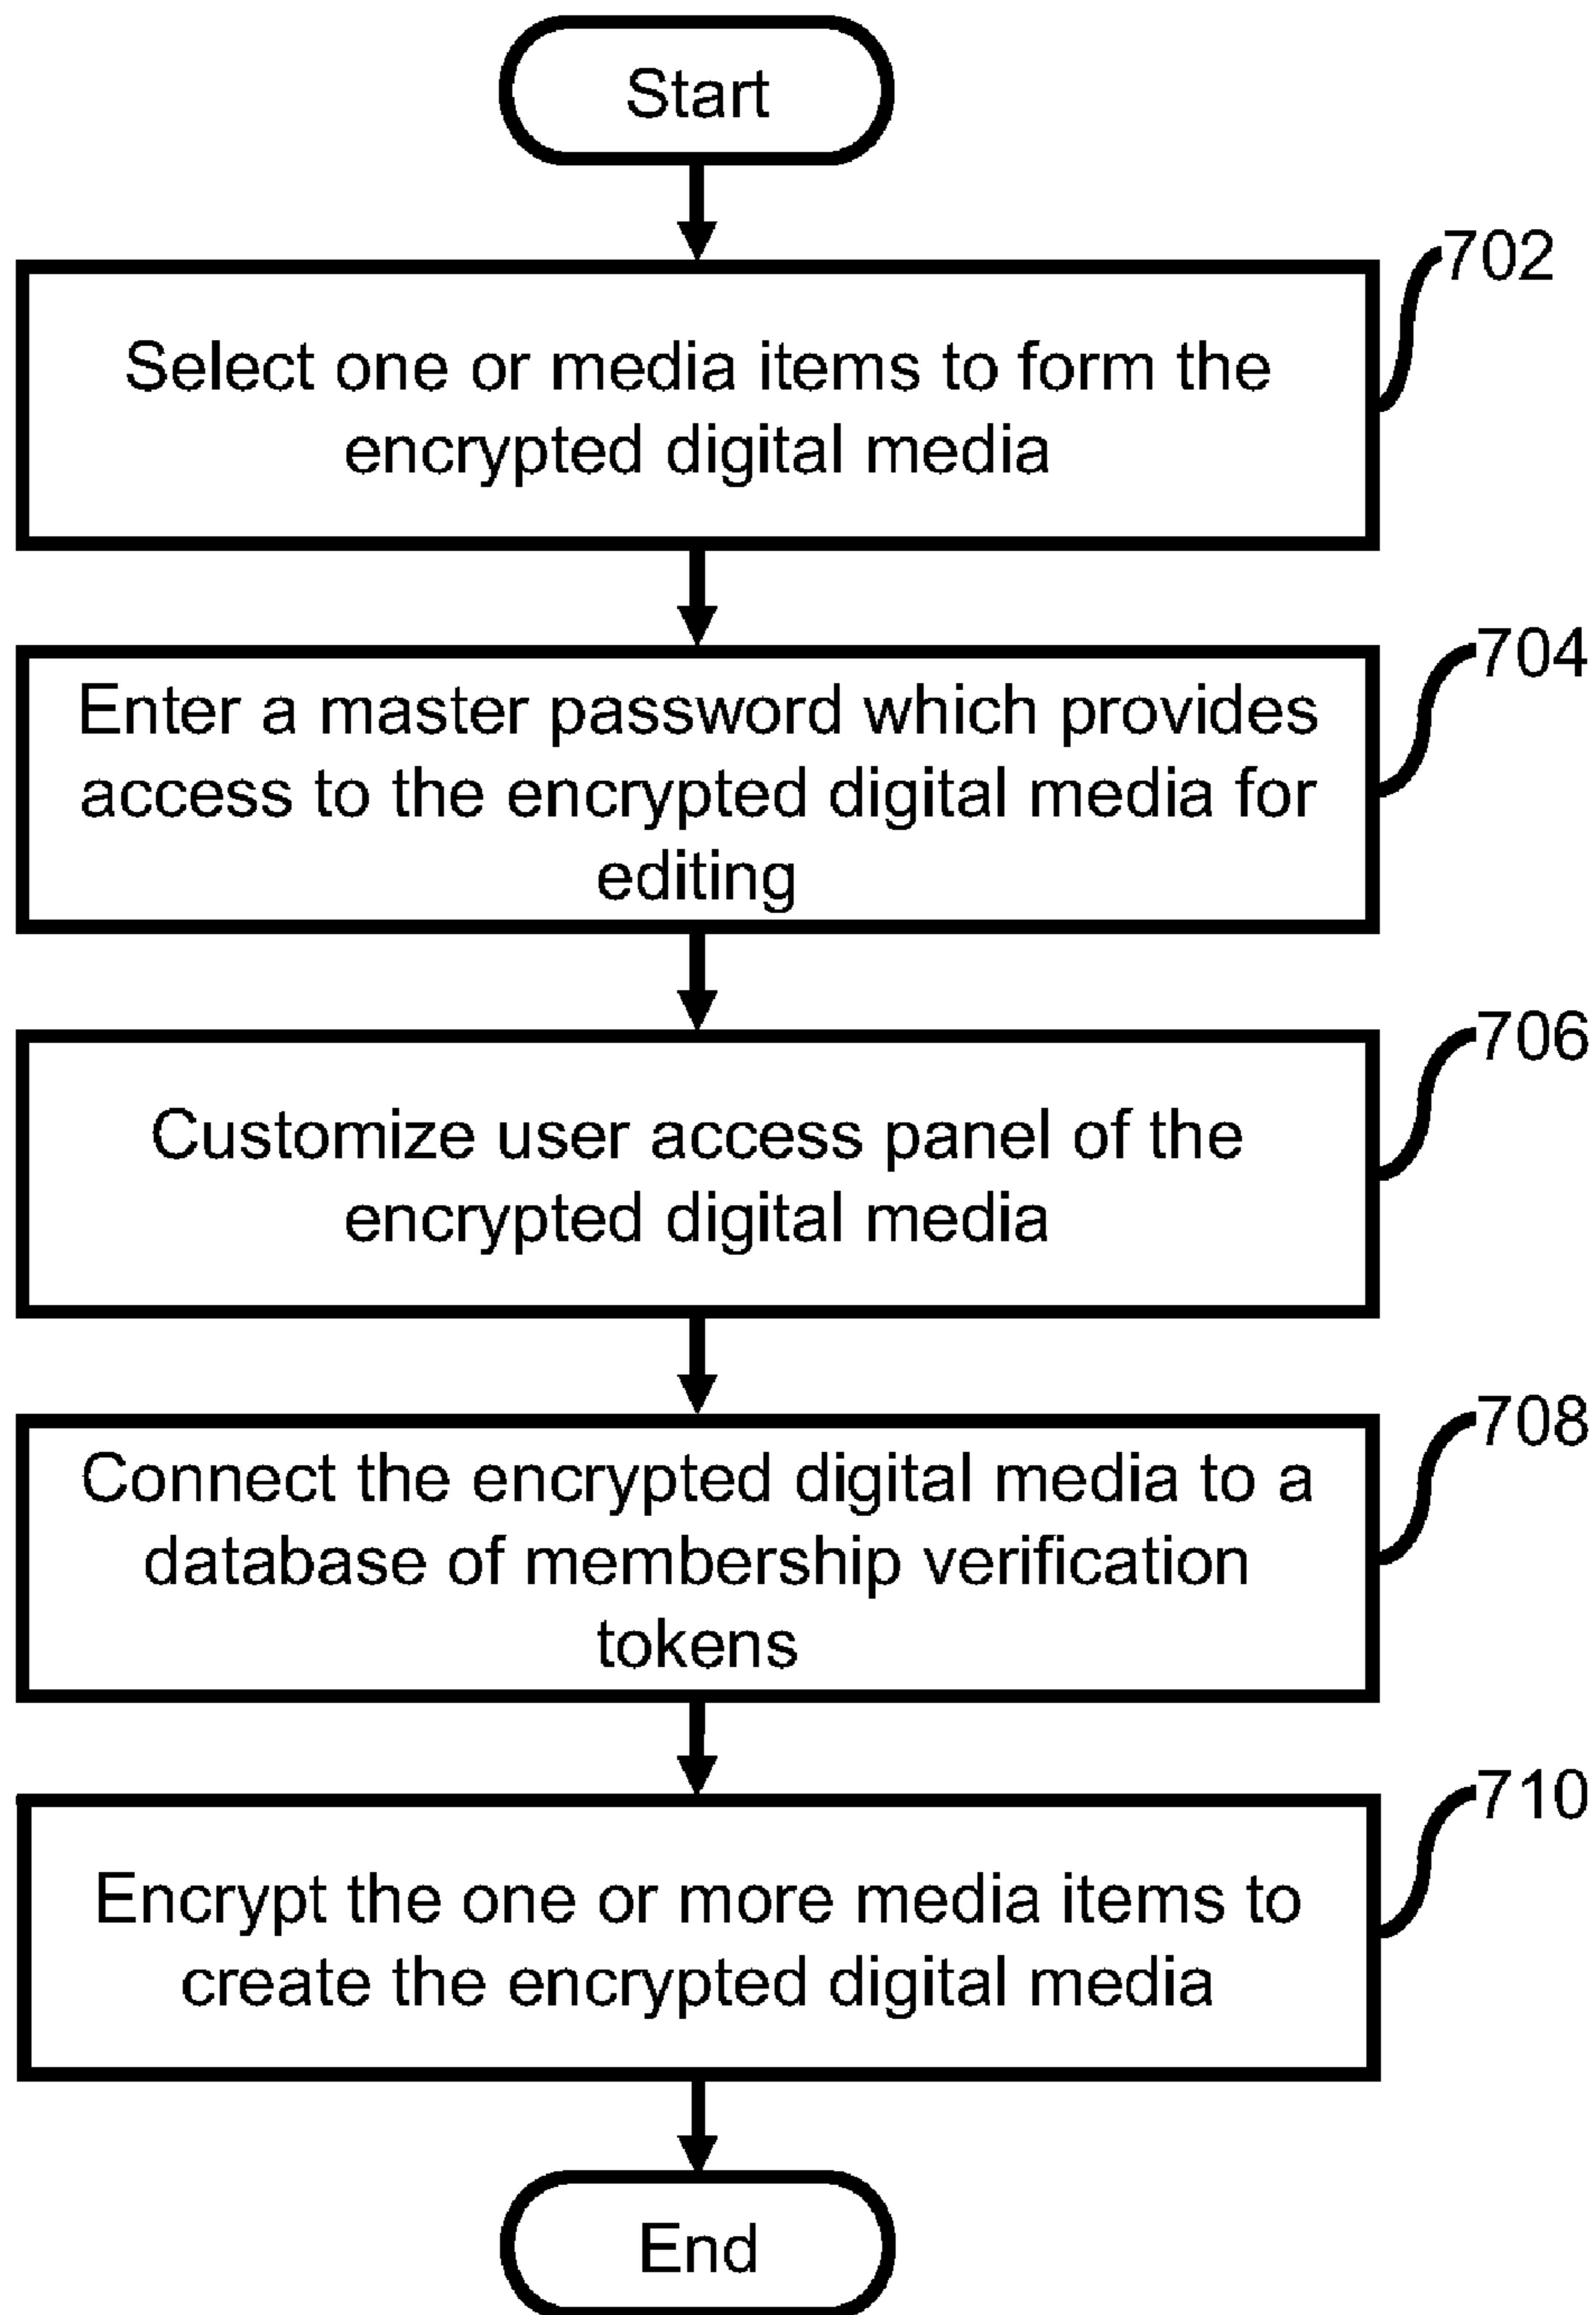 Start
702
Select one or media items to form the
encrypted digital media
704
Enter a master password which provides
access to the encrypted digital media for
editing
706
Customize user access panel of the
encrypted digital media
708
Connect the encrypted digital media to a
database of membership verification
tokens
710
Encrypt the one or more media items to
create the encrypted digital media
End